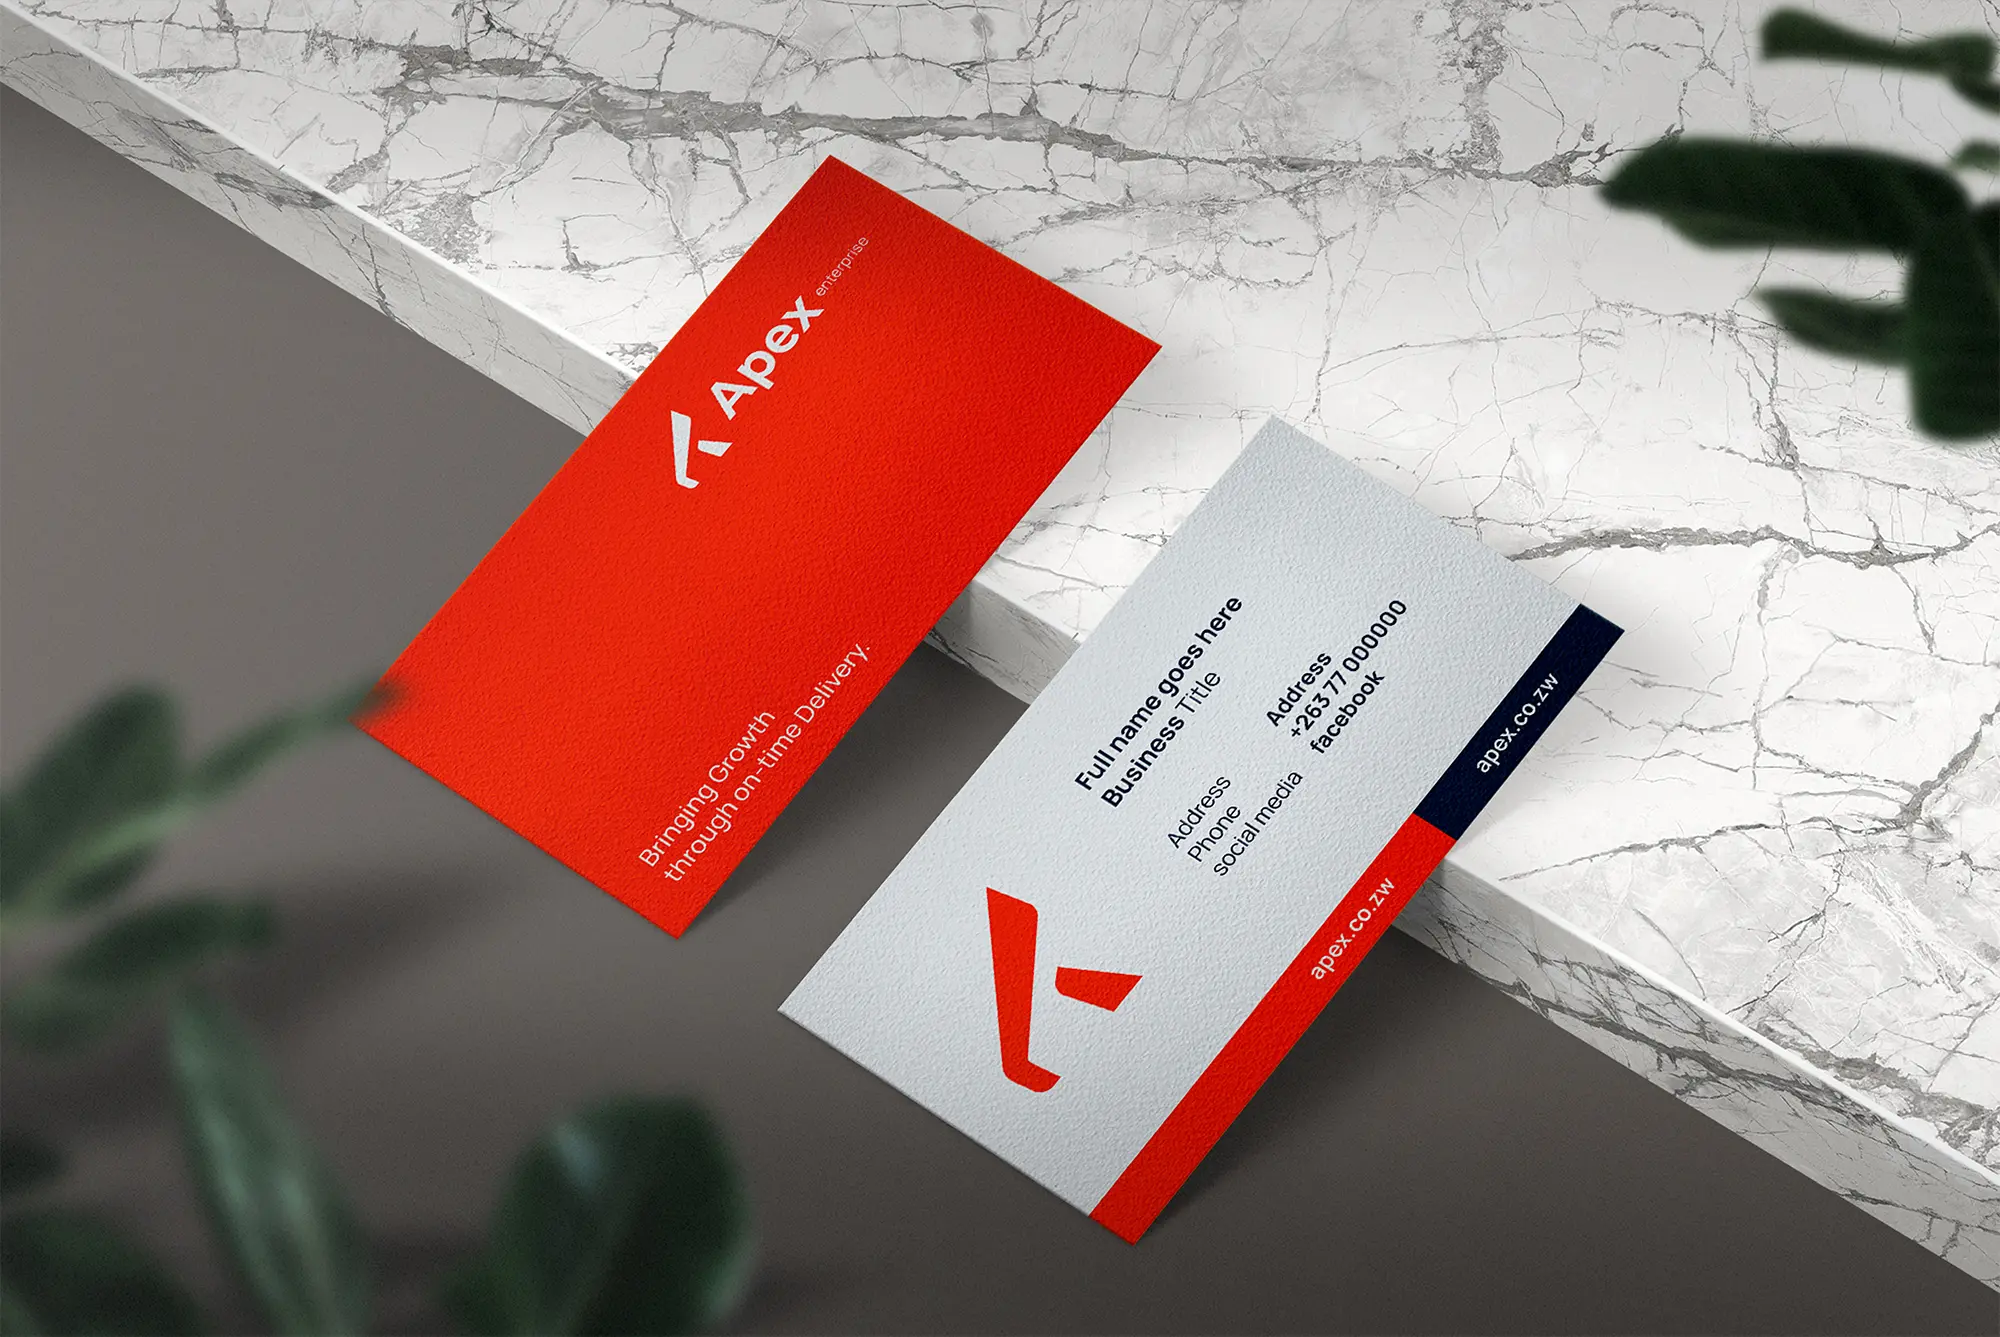 Apex enterprise
Bringing Growth
through on-time Delivery.
Full name goes here
Business Title
Address Address
Phone +263 77 000000
social media facebook
apex.co.zw
apex.co.zw